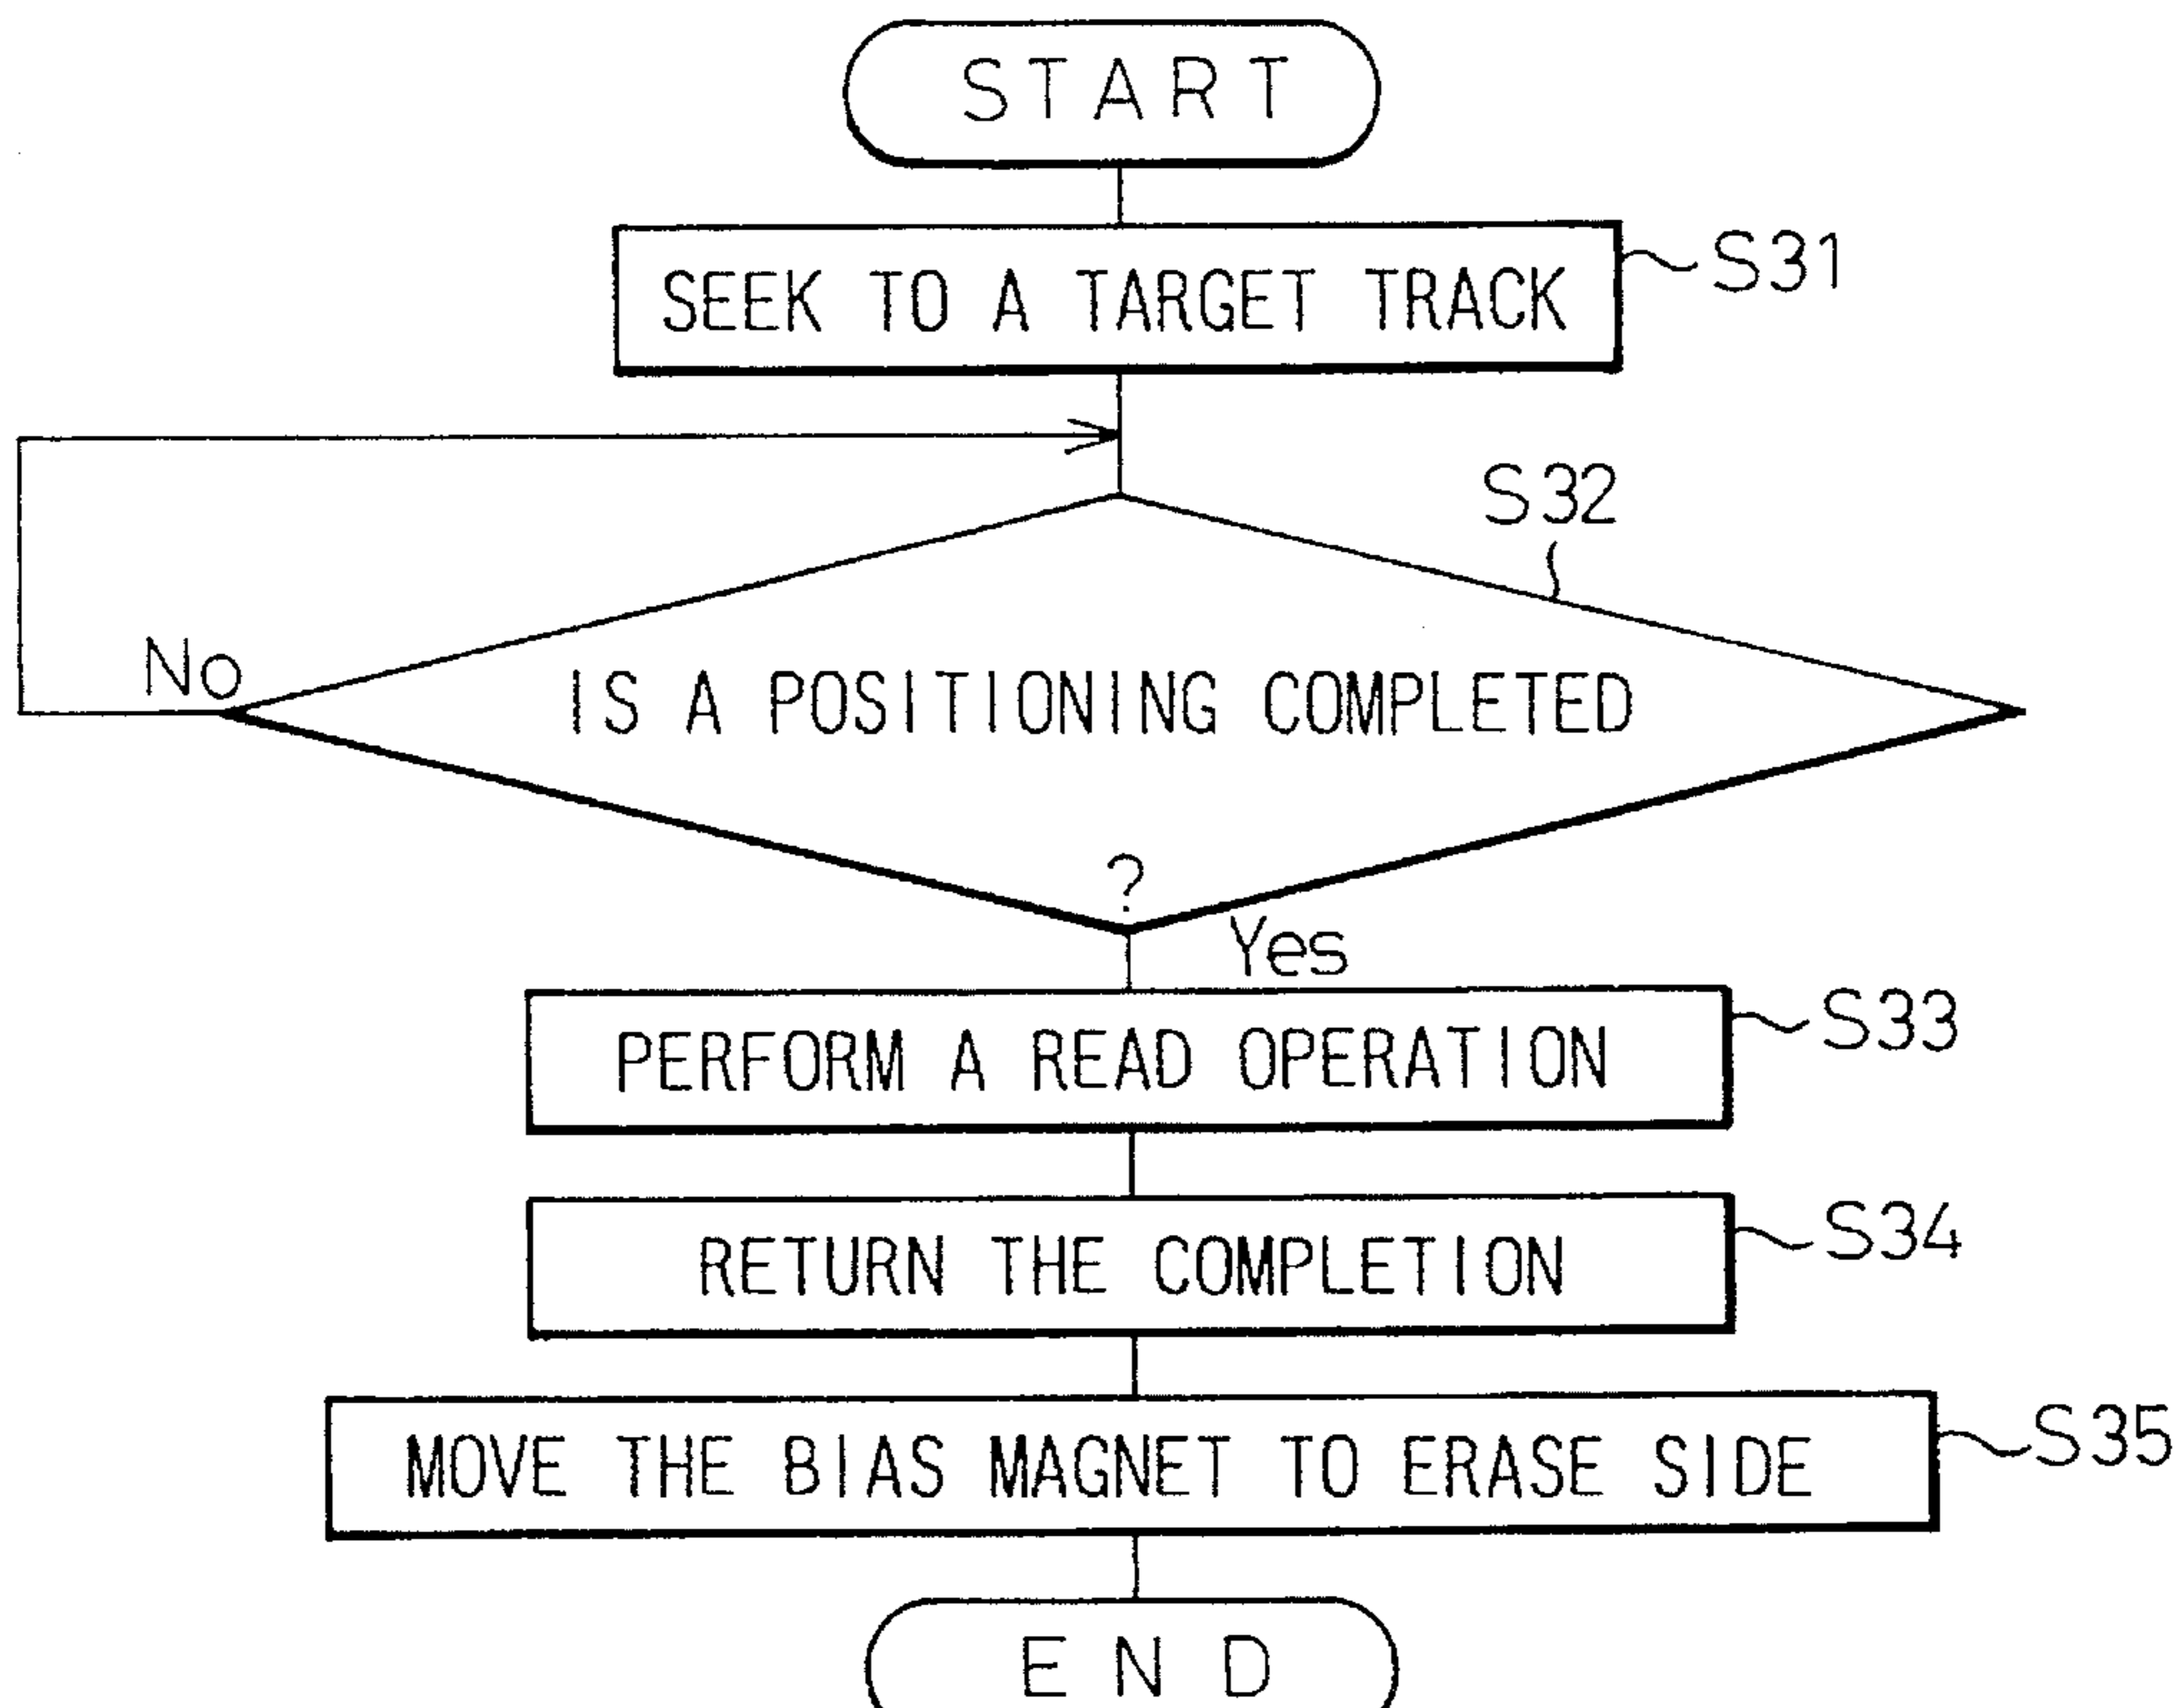 START
SEEK TO A TARGET TRACK
S31
S32
No
IS A POSITIONING COMPLETED
?
Yes
PERFORM A READ OPERATION
S33
RETURN THE COMPLETION
S34
MOVE THE BIAS MAGNET TO ERASE SIDE
S35
END